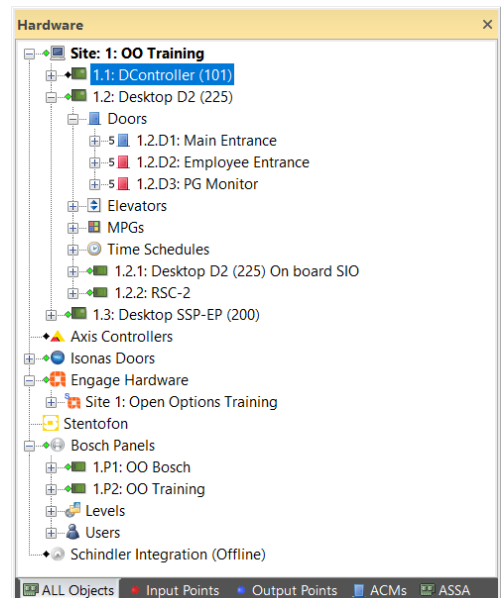 Hardware
Site: 1: OO Training
1.1: DController (101)
1.2: Desktop D2 (225)
Doors
5 1.2.D1: Main Entrance
5 1.2.D2: Employee Entrance
5 1.2.D3: PG Monitor
Elevators
MPGs
Time Schedules
1.2.1: Desktop D2 (225) On board SIO
1.2.2: RSC-2
1.3: Desktop SSP-EP (200)
Axis Controllers
Isonas Doors
Engage Hardware
Site 1: Open Options Training
Stentofon
Bosch Panels
1.P1: OO Bosch
1.P2: OO Training
Levels
Users
Schindler Integration (Offline)
ALL Objects Input Points Output Points ACMs ASSA